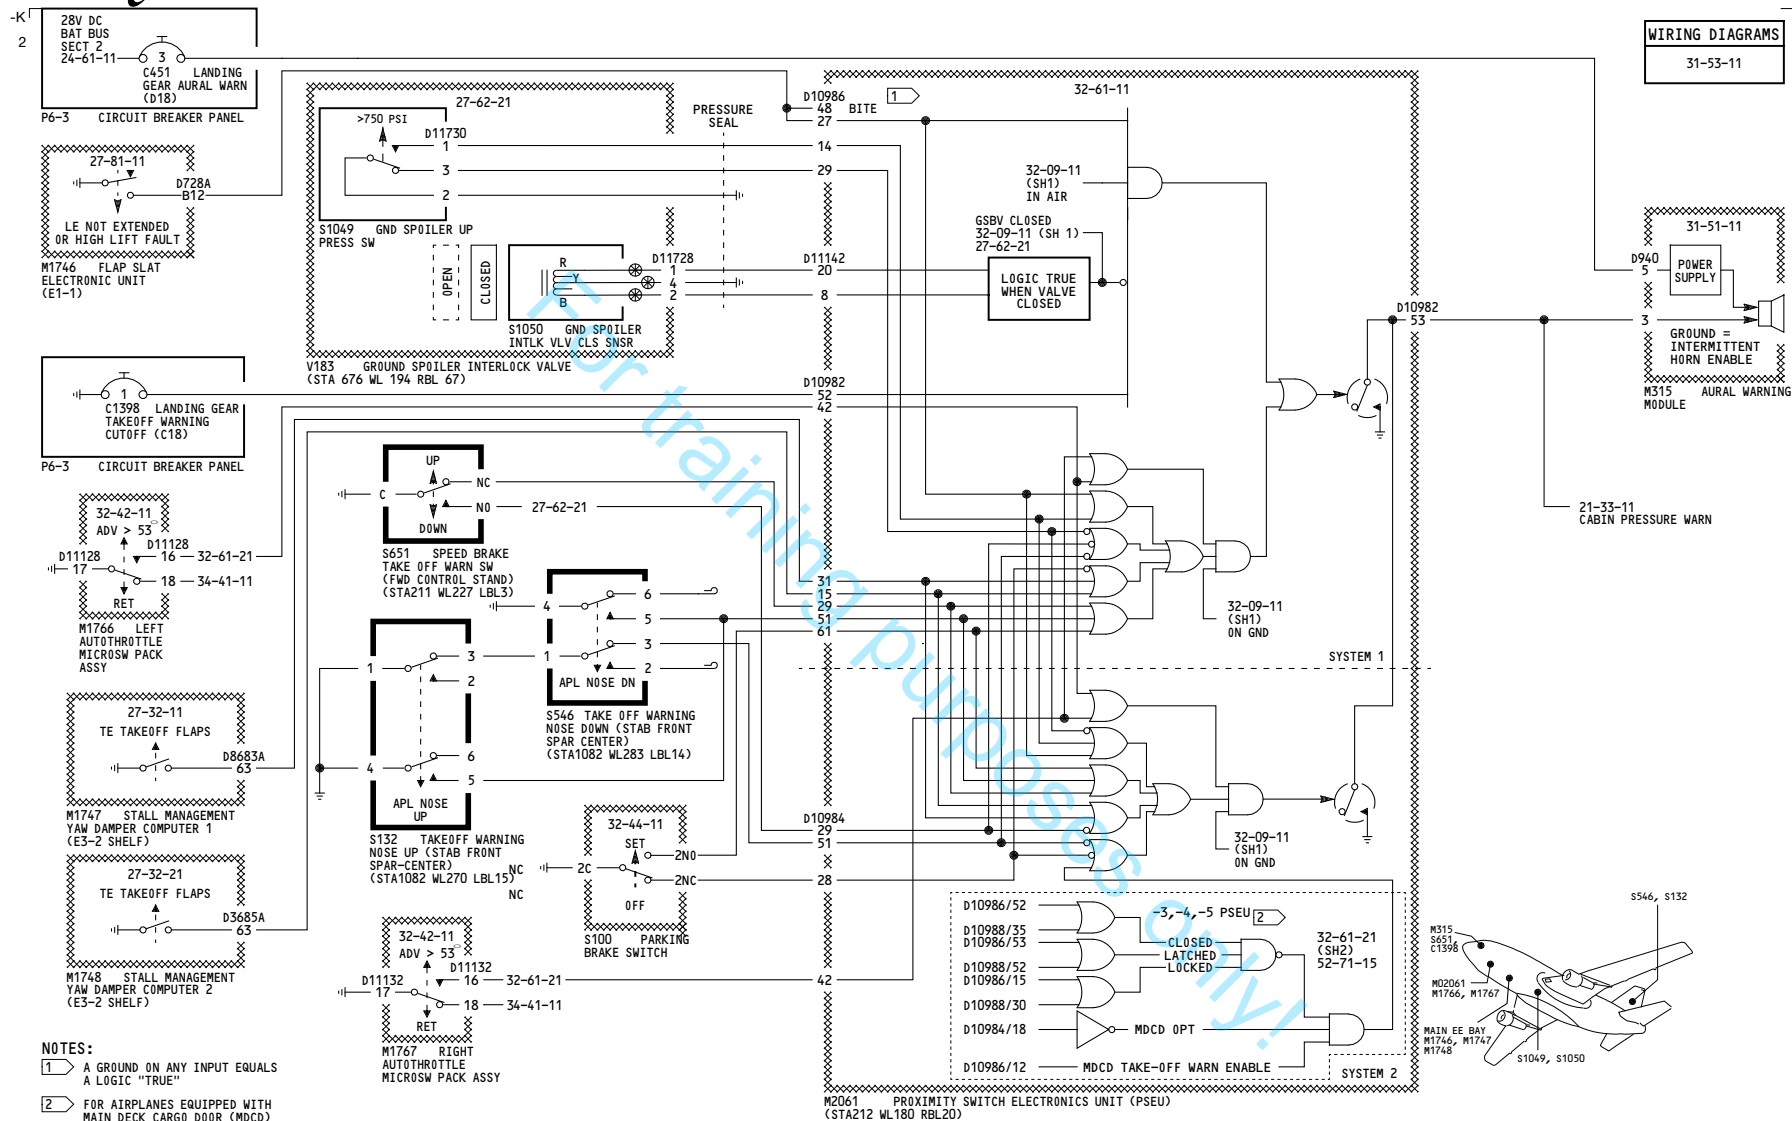 -K
2
28V DC
BAT BUS
SECT 2
24-61-11
3
C451 LANDING
GEAR AURAL WARN
(D18)
P6-3 CIRCUIT BREAKER PANEL
27-81-11
D728A
B12
LE NOT EXTENDED
OR HIGH LIFT FAULT
M1746 FLAP SLAT
ELECTRONIC UNIT
(E1-1)
27-62-21
>750 PSI
D11730
1
3
2
S1049 GND SPOILER UP
PRESS SW
OPEN
CLOSED
R
Y
B
D11728
1
4
2
S1050 GND SPOILER
INTLK VLV CLS SNSR
V183 GROUND SPOILER INTERLOCK VALVE
(STA 676 WL 194 RBL 67)
PRESSURE
SEAL
D10986
48 BITE
27
14
29
D11142
20
8
1
32-61-11
32-09-11
(SH1)
IN AIR
GSBV CLOSED
32-09-11 (SH 1)
27-62-21
LOGIC TRUE
WHEN VALVE
CLOSED
WIRING DIAGRAMS
31-53-11
31-51-11
D940
5
POWER
SUPPLY
3
GROUND =
INTERMITTENT
HORN ENABLE
M315 AURAL WARNING
MODULE
D10982
53
21-33-11
CABIN PRESSURE WARN
1
C1398 LANDING GEAR
TAKEOFF WARNING
CUTOFF (C18)
P6-3 CIRCUIT BREAKER PANEL
D10982
52
42
UP
C
NC
NO 27-62-21
DOWN
S651 SPEED BRAKE
TAKE OFF WARN SW
(FWD CONTROL STAND)
(STA211 WL227 LBL3)
32-42-11
ADV > 53°
D11128
17
D11128
16 32-61-21
18 34-41-11
RET
M1766 LEFT
AUTOTHROTTLE
MICROSW PACK
ASSY
4
6
5
1
3
2
APL NOSE DN
S546 TAKE OFF WARNING
NOSE DOWN (STAB FRONT
SPAR CENTER)
(STA1082 WL283 LBL14)
31
15
29
51
61
32-09-11
(SH1)
ON GND
SYSTEM 1
1
3
2
4
6
5
APL NOSE
UP
S132 TAKEOFF WARNING
NOSE UP (STAB FRONT
SPAR-CENTER)
(STA1082 WL270 LBL15)
NC
NC
27-32-11
TE TAKEOFF FLAPS
D8683A
63
M1747 STALL MANAGEMENT
YAW DAMPER COMPUTER 1
(E3-2 SHELF)
27-32-21
TE TAKEOFF FLAPS
D3685A
63
M1748 STALL MANAGEMENT
YAW DAMPER COMPUTER 2
(E3-2 SHELF)
32-44-11
SET
2C
2NO
2NC
OFF
S100 PARKING
BRAKE SWITCH
D10984
29
51
28
32-09-11
(SH1)
ON GND
32-42-11
ADV > 53°
D11132
17
D11132
16 32-61-21
18 34-41-11
RET
M1767 RIGHT
AUTOTHROTTLE
MICROSW PACK ASSY
42
D10986/52
D10988/35
D10986/53
D10988/52
D10986/15
D10988/30
D10984/18
D10986/12
-3,-4,-5 PSEU 2
CLOSED
LATCHED
LOCKED
32-61-21
(SH2)
52-71-15
MDCD OPT
MDCD TAKE-OFF WARN ENABLE
SYSTEM 2
M2061 PROXIMITY SWITCH ELECTRONICS UNIT (PSEU)
(STA212 WL180 RBL20)
S546, S132
M315
S651,
C1398
M02061
M1766, M1767
MAIN EE BAY
M1746, M1747
M1748
S1049, S1050
NOTES:
1 A GROUND ON ANY INPUT EQUALS
A LOGIC "TRUE"
2 FOR AIRPLANES EQUIPPED WITH
MAIN DECK CARGO DOOR (MDCD)
For training purposes only!